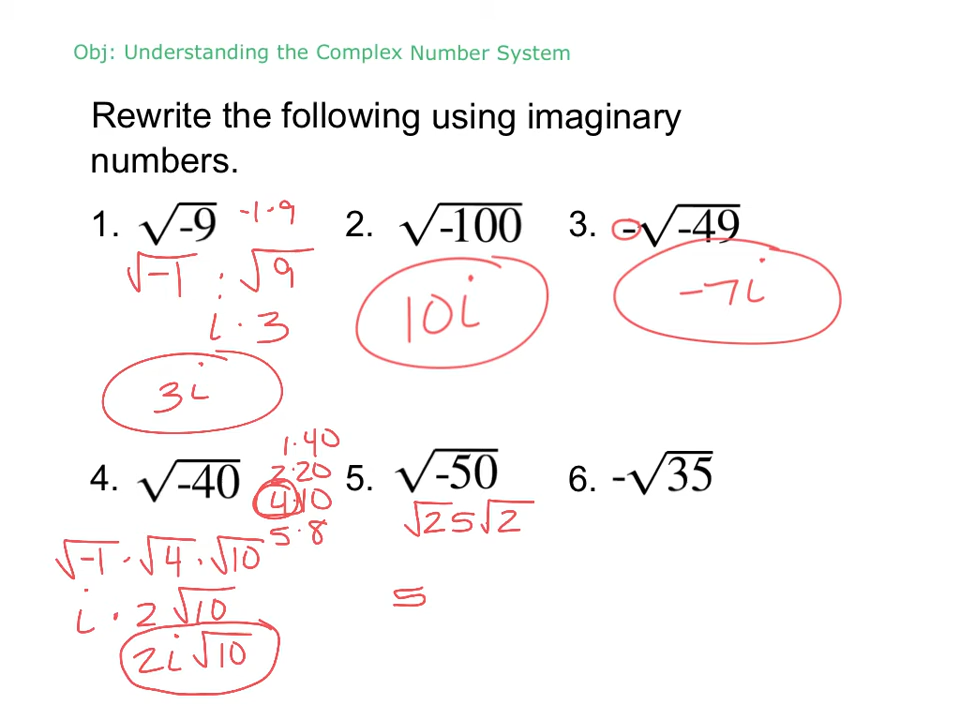 Obj: Understanding the Complex Number System
Rewrite the following using imaginary
numbers.
1. √-9 -1·9
√-1 · √9
i · 3
3i
2. √-100
10i
3. -√-49
-7i
4. √-40
1·40
2·20
4·10
5·8
√-1 · √4 · √10
i · 2√10
2i√10
5. √-50
√25√2
5
6. -√35